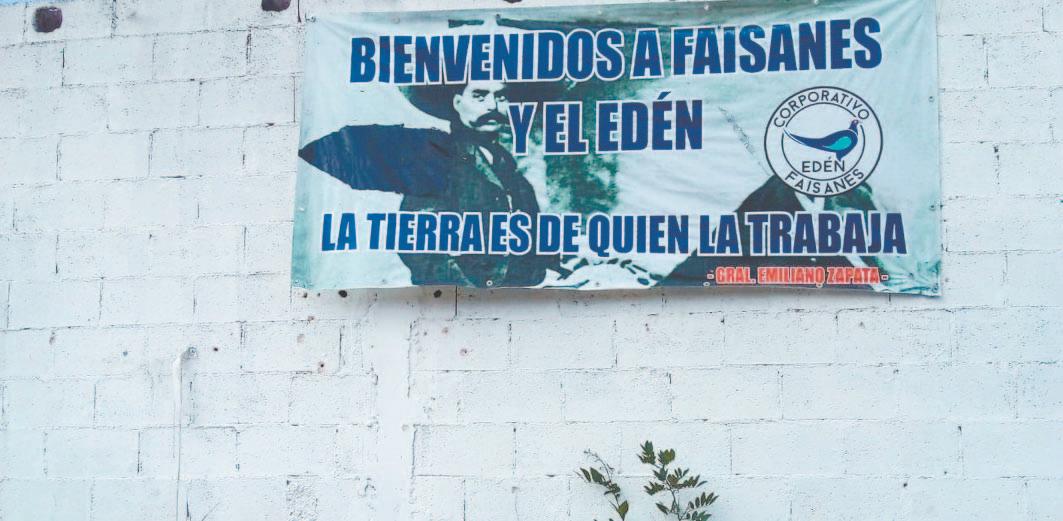 BIENVENIDOS A FAISANES
Y EL EDÉN
CORPORATIVO
EDÉN
FAISANES
LA TIERRA ES DE QUIEN LA TRABAJA
- GRAL. EMILIANO ZAPATA -